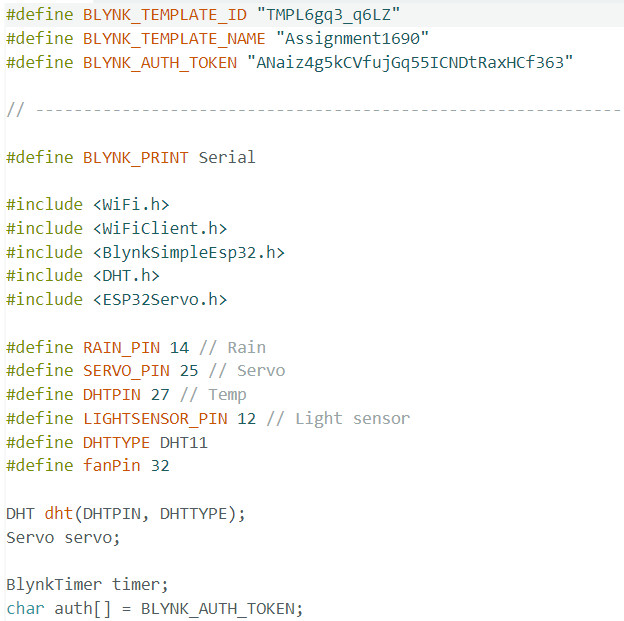 #define BLYNK_TEMPLATE_ID "TMPL6gq3_q6LZ"
#define BLYNK_TEMPLATE_NAME "Assignment1690"
#define BLYNK_AUTH_TOKEN "ANaiz4g5kCVfujGq55ICNDtRaxHCf363"
// -------------------------------------------------------------
#define BLYNK_PRINT Serial
#include <WiFi.h>
#include <WiFiClient.h>
#include <BlynkSimpleEsp32.h>
#include <DHT.h>
#include <ESP32Servo.h>
#define RAIN_PIN 14 // Rain
#define SERVO_PIN 25 // Servo
#define DHTPIN 27 // Temp
#define LIGHTSENSOR_PIN 12 // Light sensor
#define DHTTYPE DHT11
#define fanPin 32
DHT dht(DHTPIN, DHTTYPE);
Servo servo;
BlynkTimer timer;
char auth[] = BLYNK_AUTH_TOKEN;